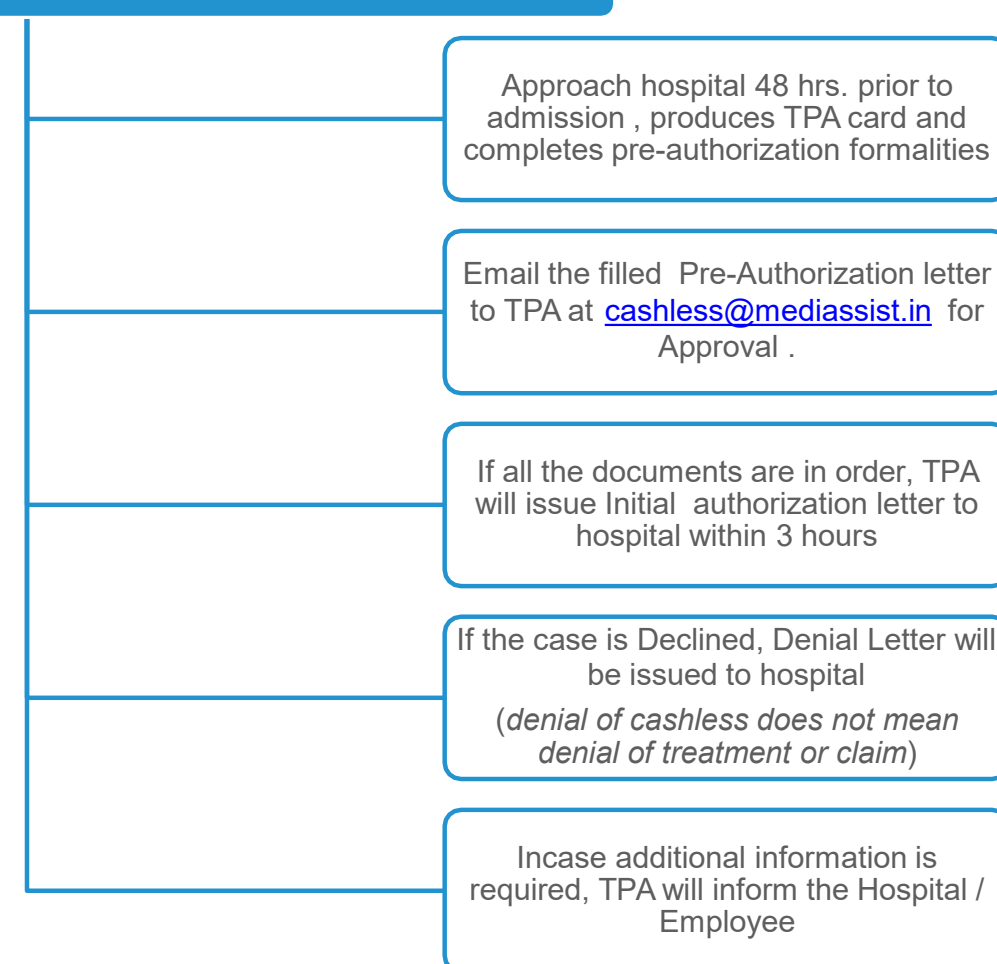 Approach hospital 48 hrs. prior to
admission , produces TPA card and
completes pre-authorization formalities
Email the filled  Pre-Authorization letter
to TPA at  cashless@mediassist.in  for
Approval .
If all the documents are in order, TPA
will issue Initial  authorization letter to
hospital within 3 hours
If the case is Declined, Denial Letter will
be issued to hospital
(denial of cashless does not mean
denial of treatment or claim)
Incase additional information is
required, TPA will inform the Hospital /
Employee